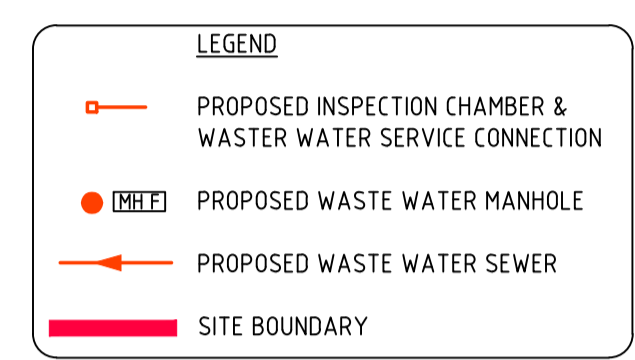 LEGEND
PROPOSED INSPECTION CHAMBER &
WASTER WATER SERVICE CONNECTION
MH F PROPOSED WASTE WATER MANHOLE
PROPOSED WASTE WATER SEWER
SITE BOUNDARY